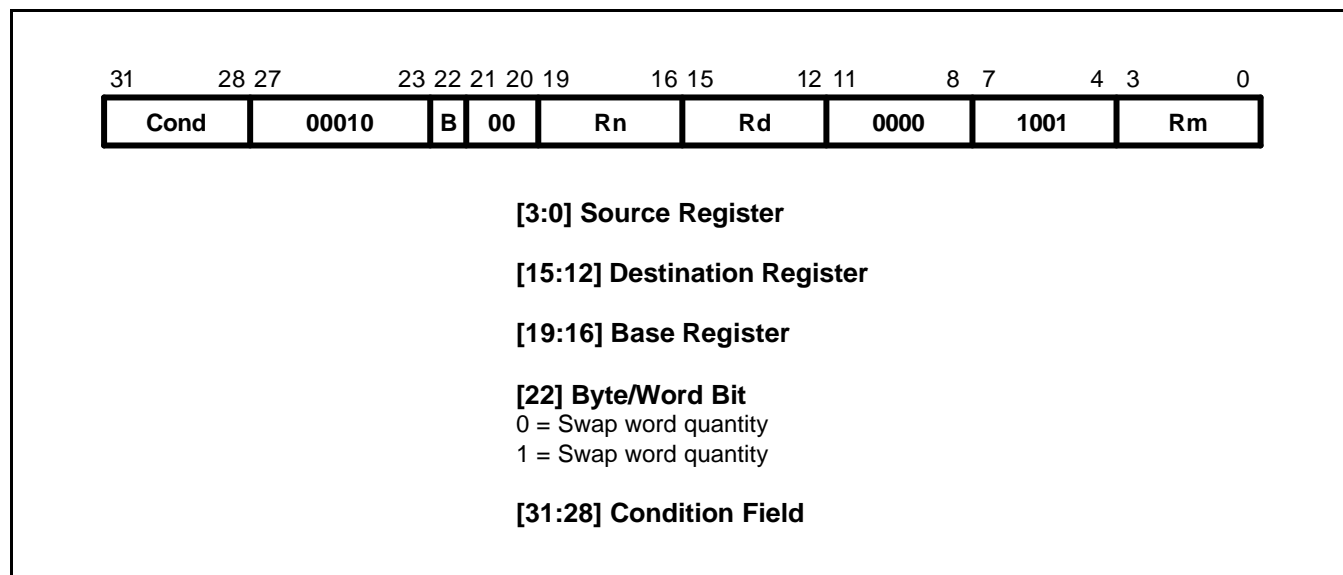 31 28 27 23 22 21 20 19 16 15 12 11 8 7 4 3 0
Cond 00010 B 00 Rn Rd 0000 1001 Rm
[3:0] Source Register
[15:12] Destination Register
[19:16] Base Register
[22] Byte/Word Bit
0 = Swap word quantity
1 = Swap word quantity
[31:28] Condition Field